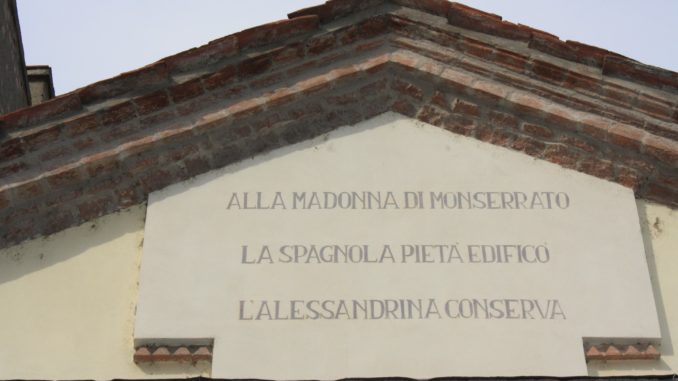 ALLA MADONNA DI MONSERRATO
LA SPAGNOLA PIETÀ EDIFICÒ
L'ALESSANDRINA CONSERVA